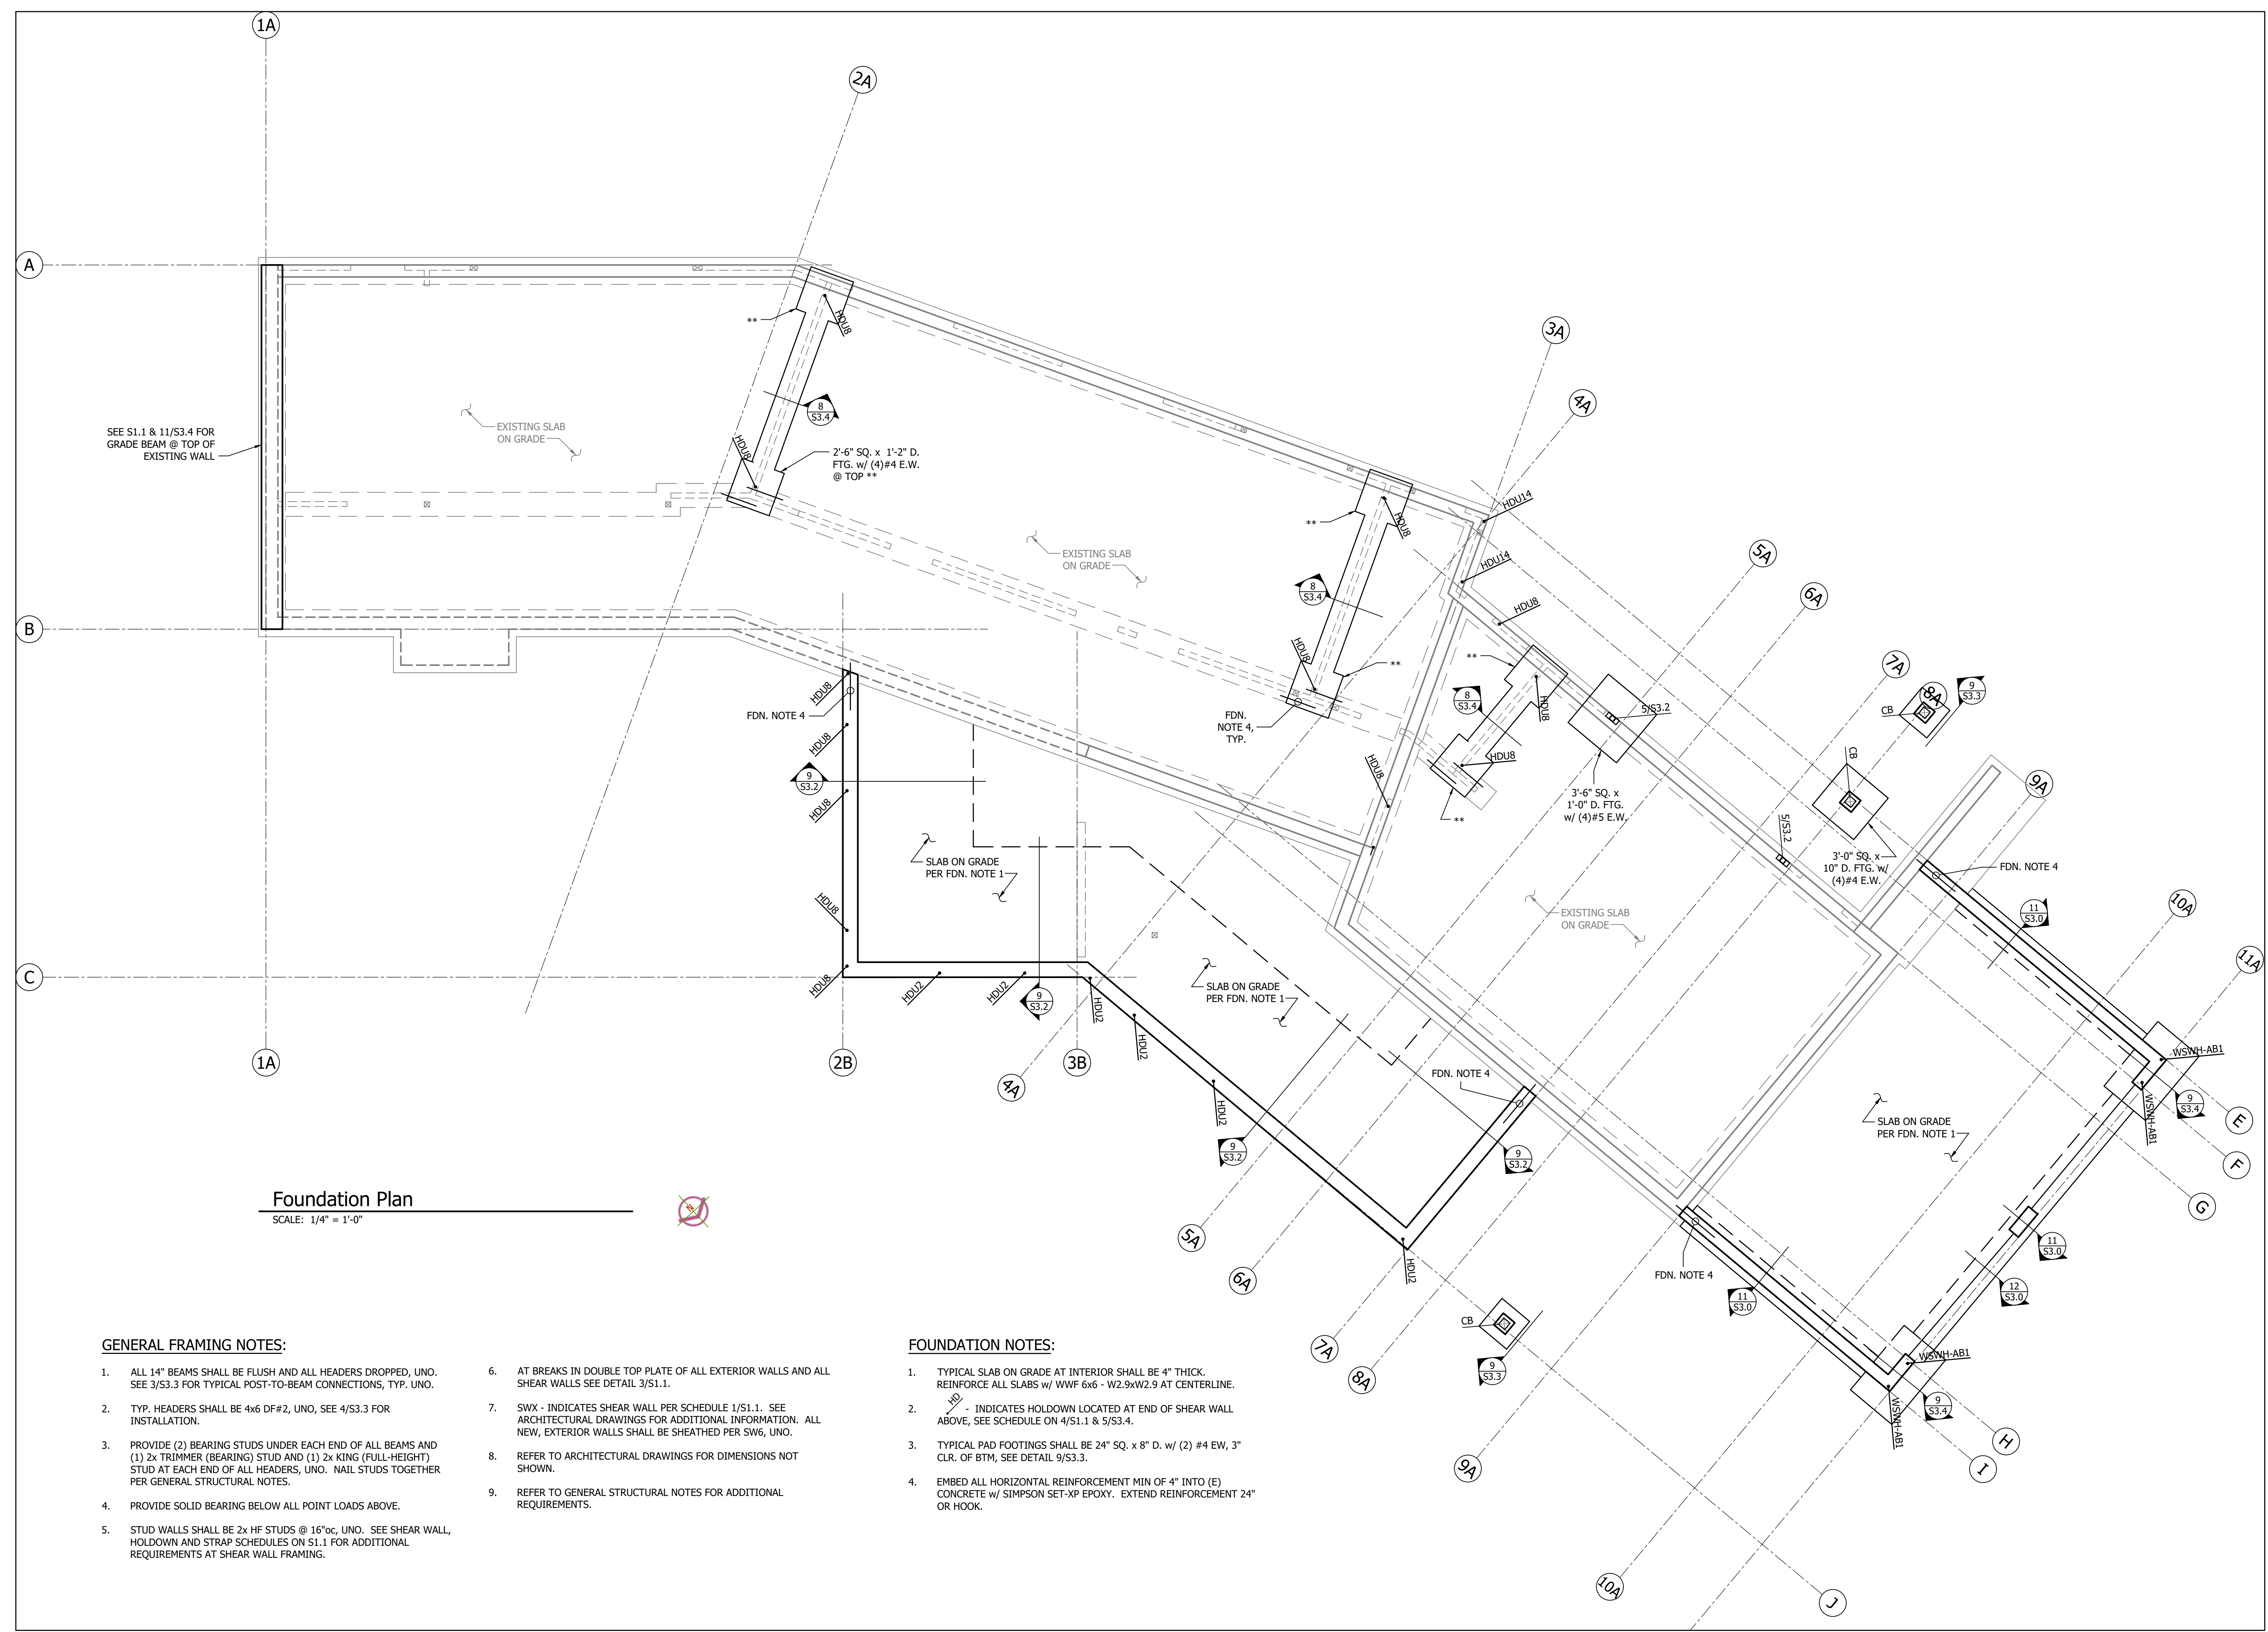 1A
2A
A
3A
4A
HDU8
**
8
S3.4
SEE S1.1 & 11/S3.4 FOR
GRADE BEAM @ TOP OF
EXISTING WALL
EXISTING SLAB
ON GRADE
HDU8
2'-6" SQ. x 1'-2" D.
FTG. w/ (4)#4 E.W.
@ TOP **
HDU14
HDU8
**
5A
EXISTING SLAB
ON GRADE
HDU14
8
S3.4
HDU8
6A
B
HDU8
**
**
7A
8A
9
S3.3
CB
HDU8
FDN. NOTE 4
HDU8
FDN.
NOTE 4,
TYP.
8
S3.4
HDU8
5/S3.2
HDU8
HDU8
HDU8
CB
9
S3.2
9A
3'-6" SQ. x
1'-0" D. FTG.
w/ (4)#5 E.W.
HDU8
**
5/S3.2
SLAB ON GRADE
PER FDN. NOTE 1
3'-0" SQ. x
10" D. FTG. w/
(4)#4 E.W.
FDN. NOTE 4
HDU8
EXISTING SLAB
ON GRADE
11
S3.0
10A
11A
C
HDU8
HDU2
HDU2
9
S3.2
HDU2
SLAB ON GRADE
PER FDN. NOTE 1
HDU2
1A
2B
3B
4A
FDN. NOTE 4
WSWH-AB1
WSWH-AB1
9
S3.4
E
HDU2
9
S3.2
9
S3.2
SLAB ON GRADE
PER FDN. NOTE 1
F
G
Foundation Plan
SCALE: 1/4" = 1'-0"
N
5A
6A
HDU2
FDN. NOTE 4
11
S3.0
12
S3.0
11
S3.0
CB
9
S3.3
7A
8A
WSWH-AB1
WSWH-AB1
9
S3.4
H
I
9A
10A
J
GENERAL FRAMING NOTES:
1. ALL 14" BEAMS SHALL BE FLUSH AND ALL HEADERS DROPPED, UNO.
SEE 3/S3.3 FOR TYPICAL POST-TO-BEAM CONNECTIONS, TYP. UNO.
2. TYP. HEADERS SHALL BE 4x6 DF#2, UNO, SEE 4/S3.3 FOR
INSTALLATION.
3. PROVIDE (2) BEARING STUDS UNDER EACH END OF ALL BEAMS AND
(1) 2x TRIMMER (BEARING) STUD AND (1) 2x KING (FULL-HEIGHT)
STUD AT EACH END OF ALL HEADERS, UNO. NAIL STUDS TOGETHER
PER GENERAL STRUCTURAL NOTES.
4. PROVIDE SOLID BEARING BELOW ALL POINT LOADS ABOVE.
5. STUD WALLS SHALL BE 2x HF STUDS @ 16"oc, UNO. SEE SHEAR WALL,
HOLDOWN AND STRAP SCHEDULES ON S1.1 FOR ADDITIONAL
REQUIREMENTS AT SHEAR WALL FRAMING.
6. AT BREAKS IN DOUBLE TOP PLATE OF ALL EXTERIOR WALLS AND ALL
SHEAR WALLS SEE DETAIL 3/S1.1.
7. SWX - INDICATES SHEAR WALL PER SCHEDULE 1/S1.1. SEE
ARCHITECTURAL DRAWINGS FOR ADDITIONAL INFORMATION. ALL
NEW, EXTERIOR WALLS SHALL BE SHEATHED PER SW6, UNO.
8. REFER TO ARCHITECTURAL DRAWINGS FOR DIMENSIONS NOT
SHOWN.
9. REFER TO GENERAL STRUCTURAL NOTES FOR ADDITIONAL
REQUIREMENTS.
FOUNDATION NOTES:
1. TYPICAL SLAB ON GRADE AT INTERIOR SHALL BE 4" THICK.
REINFORCE ALL SLABS w/ WWF 6x6 - W2.9xW2.9 AT CENTERLINE.
2. HD - INDICATES HOLDOWN LOCATED AT END OF SHEAR WALL
ABOVE, SEE SCHEDULE ON 4/S1.1 & 5/S3.4.
3. TYPICAL PAD FOOTINGS SHALL BE 24" SQ. x 8" D. w/ (2) #4 EW, 3"
CLR. OF BTM, SEE DETAIL 9/S3.3.
4. EMBED ALL HORIZONTAL REINFORCEMENT MIN OF 4" INTO (E)
CONCRETE w/ SIMPSON SET-XP EPOXY. EXTEND REINFORCEMENT 24"
OR HOOK.